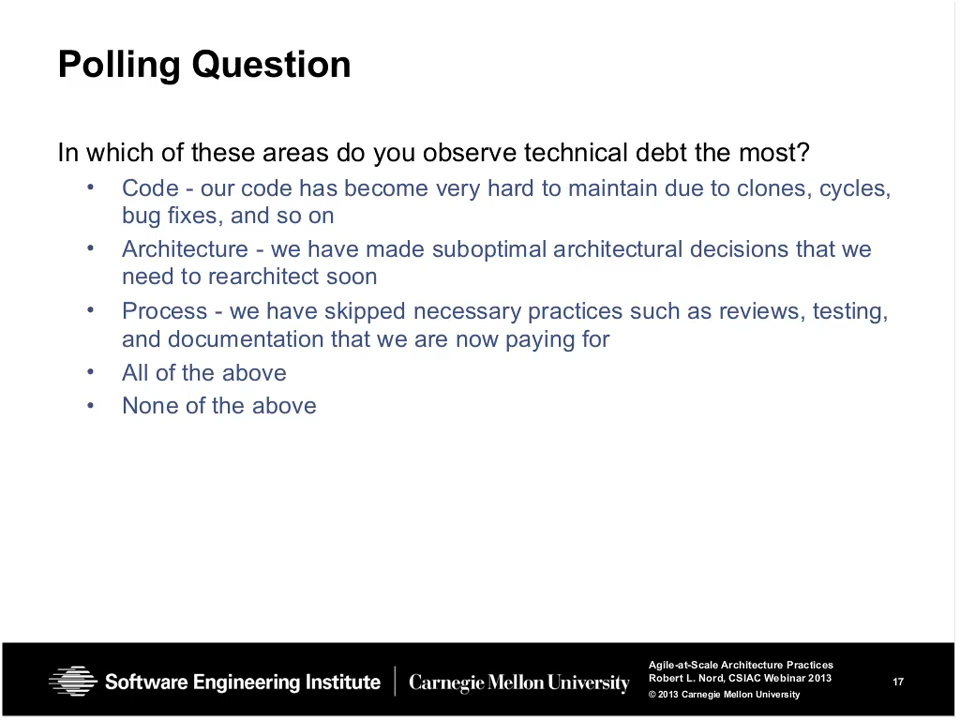 Polling Question
In which of these areas do you observe technical debt the most?
• Code - our code has become very hard to maintain due to clones, cycles,
bug fixes, and so on
• Architecture - we have made suboptimal architectural decisions that we
need to rearchitect soon
• Process - we have skipped necessary practices such as reviews, testing,
and documentation that we are now paying for
• All of the above
• None of the above
Software Engineering Institute
Carnegie Mellon University
Agile-at-Scale Architecture Practices
Robert L. Nord, CSIAC Webinar 2013
© 2013 Carnegie Mellon University
17